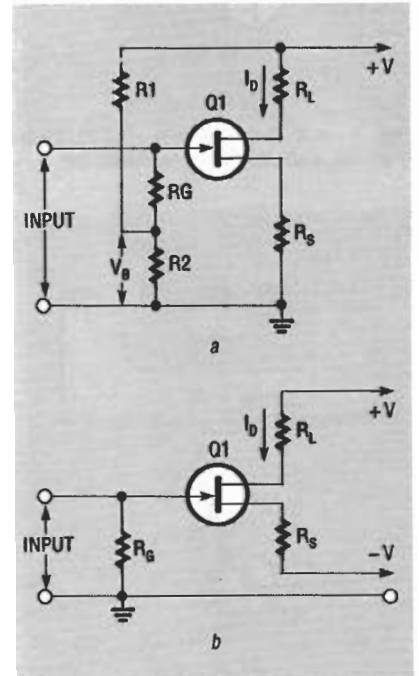 +V
I_D
R_L
R1
Q1
RG
INPUT
R_S
V_B
R2
a
+V
I_D
R_L
Q1
INPUT
R_G
R_S
-V
b